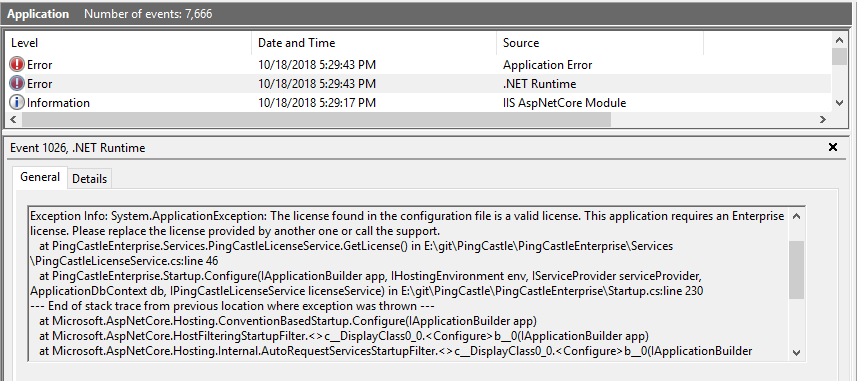 Application Number of events: 7,666
Level Date and Time Source
Error 10/18/2018 5:29:43 PM Application Error
Error 10/18/2018 5:29:43 PM .NET Runtime
Information 10/18/2018 5:29:17 PM IIS AspNetCore Module
Event 1026, .NET Runtime
General Details
Exception Info: System.ApplicationException: The license found in the configuration file is a valid license. This application requires an Enterprise
license. Please replace the license provided by another one or call the support.
at PingCastleEnterprise.Services.PingCastleLicenseService.GetLicense() in E:\git\PingCastle\PingCastleEnterprise\Services
\PingCastleLicenseService.cs:line 46
at PingCastleEnterprise.Startup.Configure(IApplicationBuilder app, IHostingEnvironment env, IServiceProvider serviceProvider,
ApplicationDbContext db, IPingCastleLicenseService licenseService) in E:\git\PingCastle\PingCastleEnterprise\Startup.cs:line 230
--- End of stack trace from previous location where exception was thrown ---
at Microsoft.AspNetCore.Hosting.ConventionBasedStartup.Configure(IApplicationBuilder app)
at Microsoft.AspNetCore.HostFilteringStartupFilter.<>c__DisplayClass0_0.<Configure>b__0(IApplicationBuilder app)
at Microsoft.AspNetCore.Hosting.Internal.AutoRequestServicesStartupFilter.<>c__DisplayClass0_0.<Configure>b__0(IApplicationBuilder